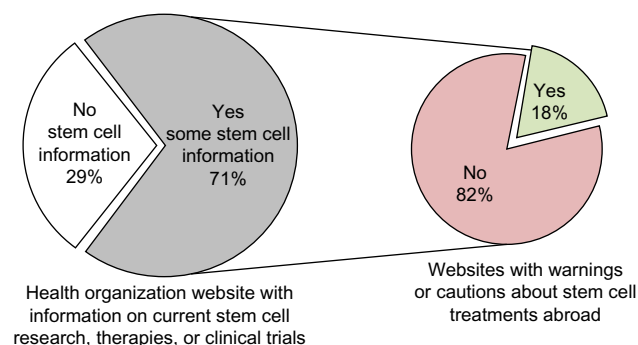 No
stem cell
information
29%
Yes
some stem cell
information
71%
Yes
18%
No
82%
Health organization website with
information on current stem cell
research, therapies, or clinical trials
Websites with warnings
or cautions about stem cell
treatments abroad